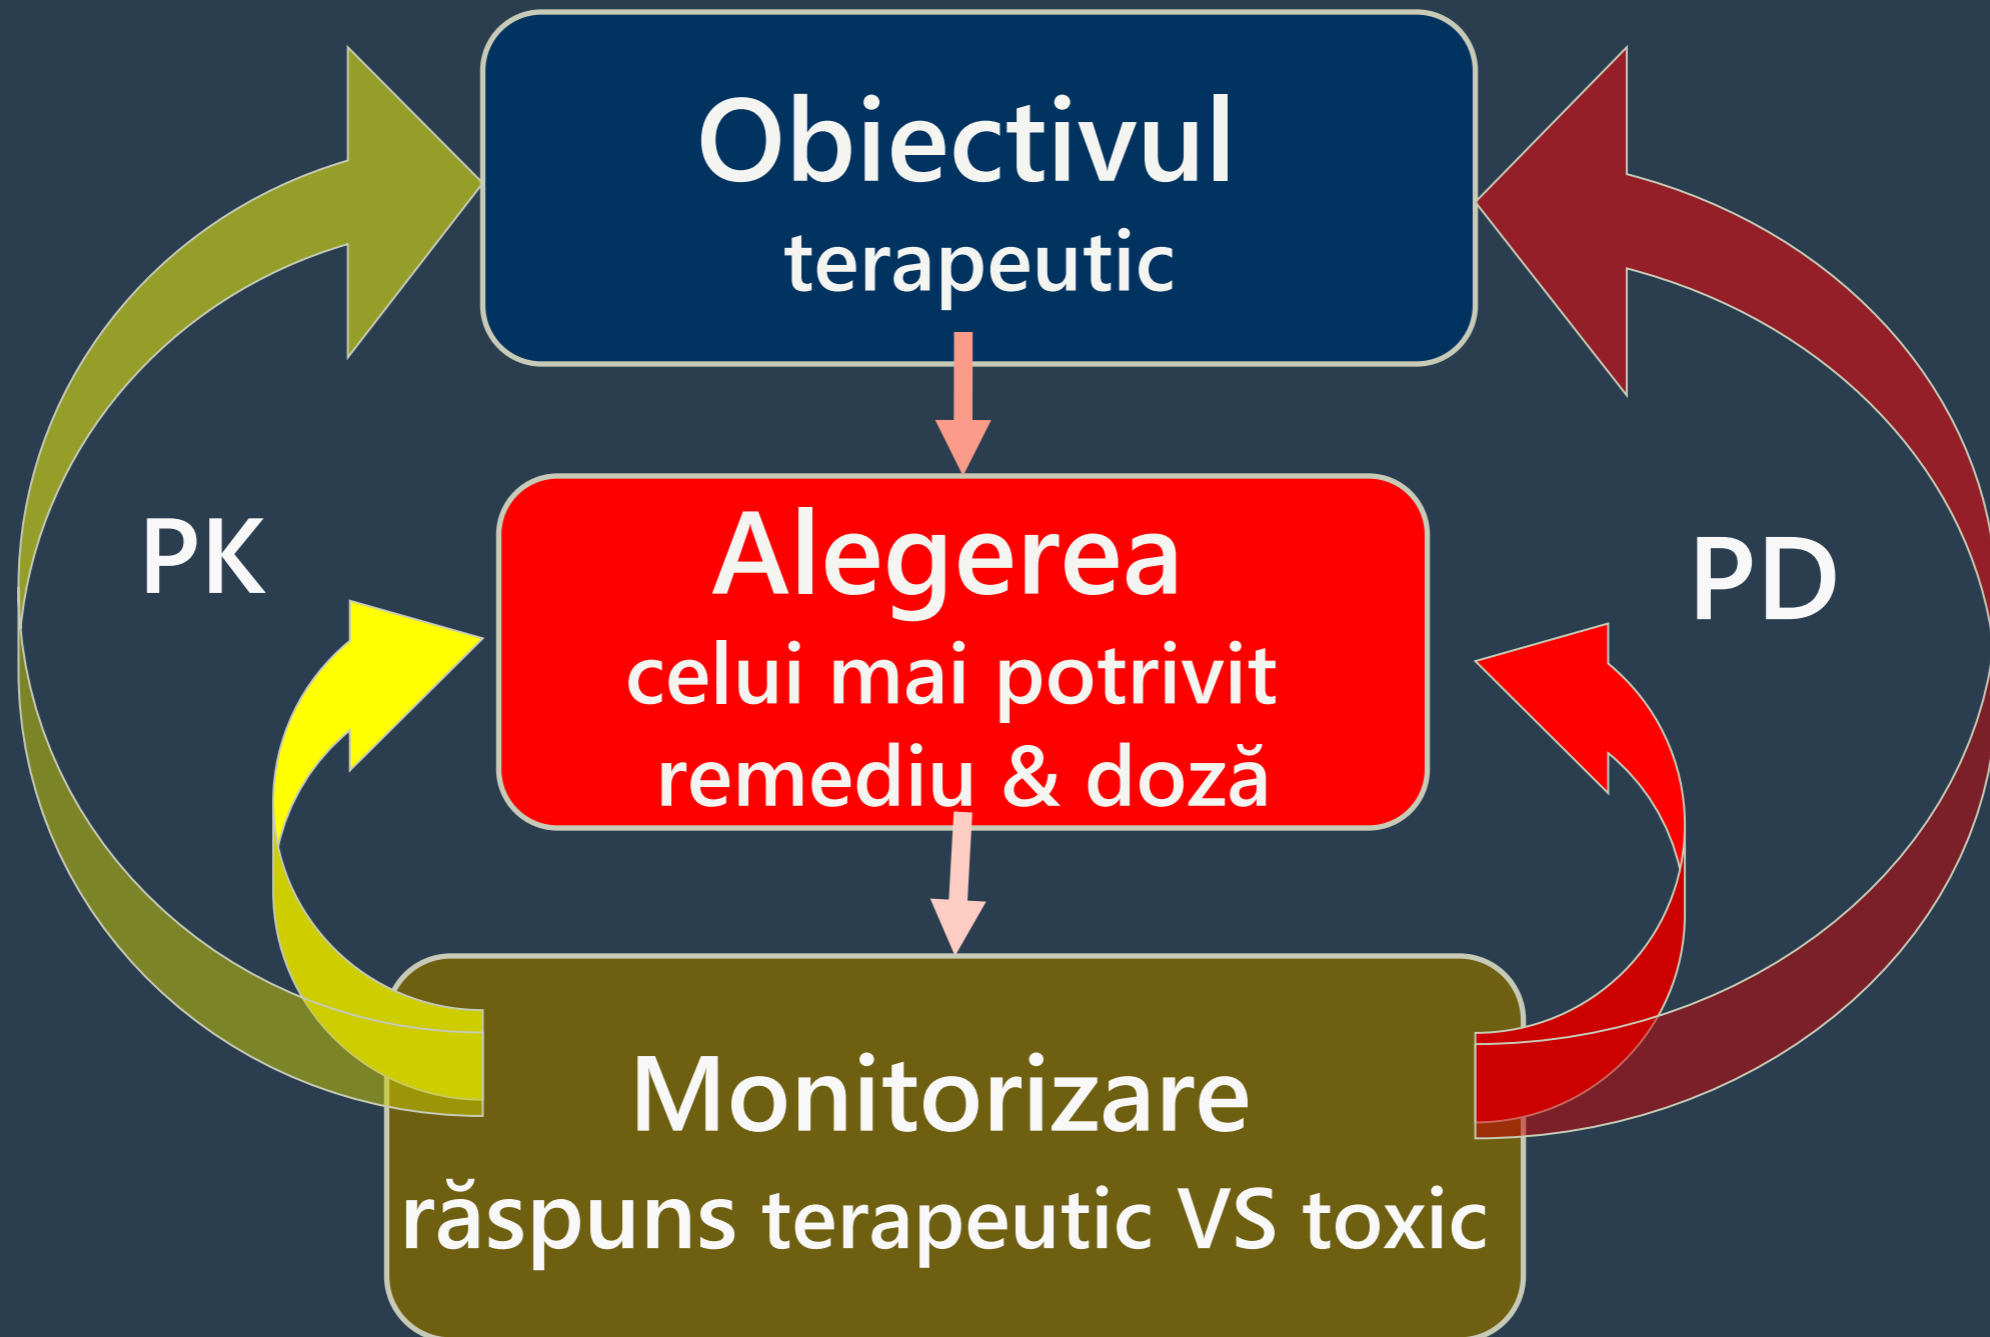 Obiectivul
terapeutic
PK
Alegerea
PD
celui mai potrivit
remediu & doză
Monitorizare
răspuns terapeutic VS toxic